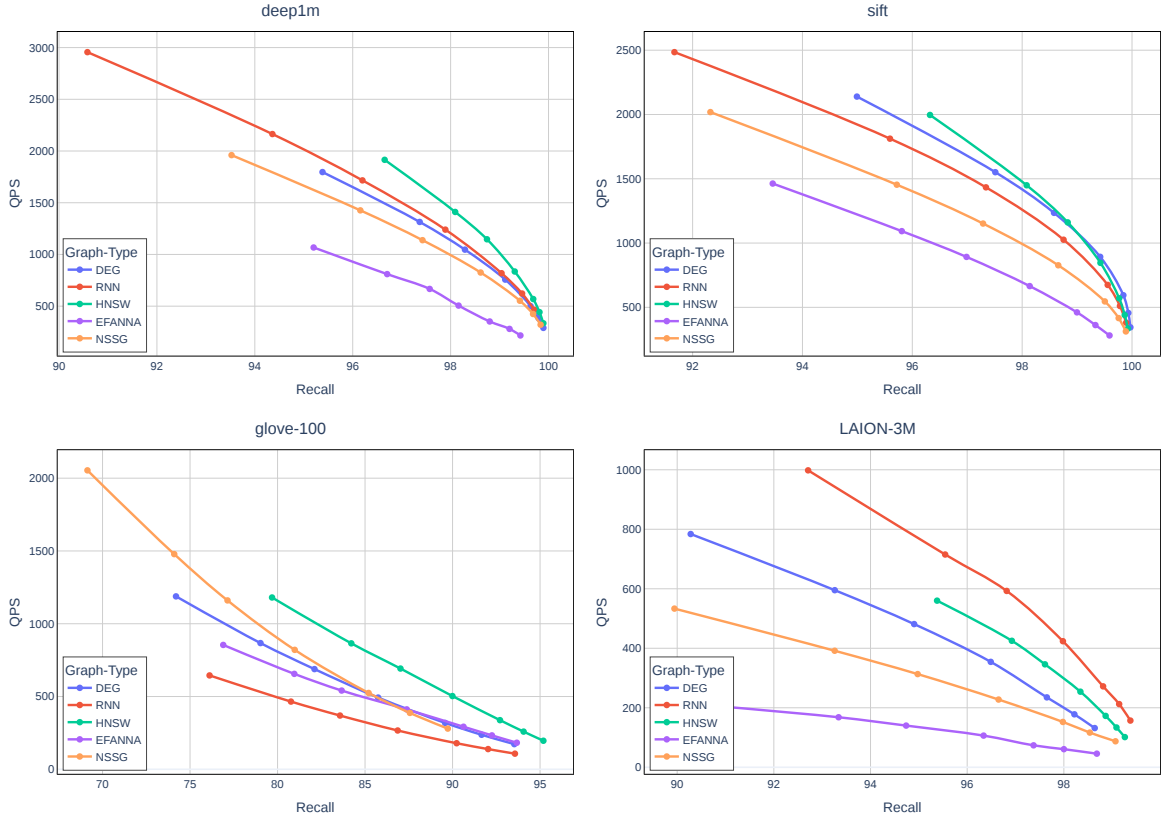 deep1m
3000
2500
2000
1500
1000
500
QPS
Graph-Type
DEG
RNN
HNSW
EFANNA
NSSG
90 92 94 96 98 100
Recall
sift
2500
2000
1500
1000
500
QPS
Graph-Type
DEG
RNN
HNSW
EFANNA
NSSG
92 94 96 98 100
Recall
glove-100
2000
1500
1000
500
0
QPS
Graph-Type
DEG
RNN
HNSW
EFANNA
NSSG
70 75 80 85 90 95
Recall
LAION-3M
1000
800
600
400
200
0
QPS
Graph-Type
DEG
RNN
HNSW
EFANNA
NSSG
90 92 94 96 98
Recall